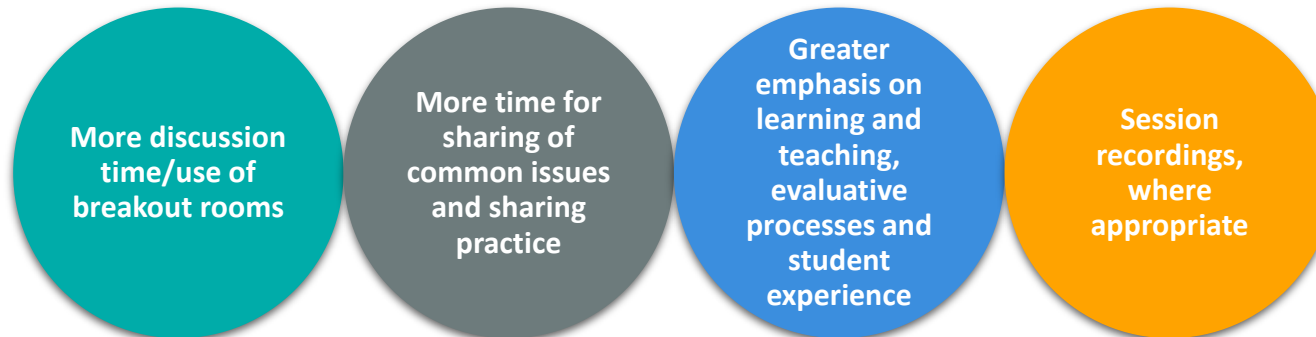 More discussion
time/use of
breakout rooms
More time for
sharing of
common issues
and sharing
practice
Greater
emphasis on
learning and
teaching,
evaluative
processes and
student
experience
Session
recordings,
where
appropriate